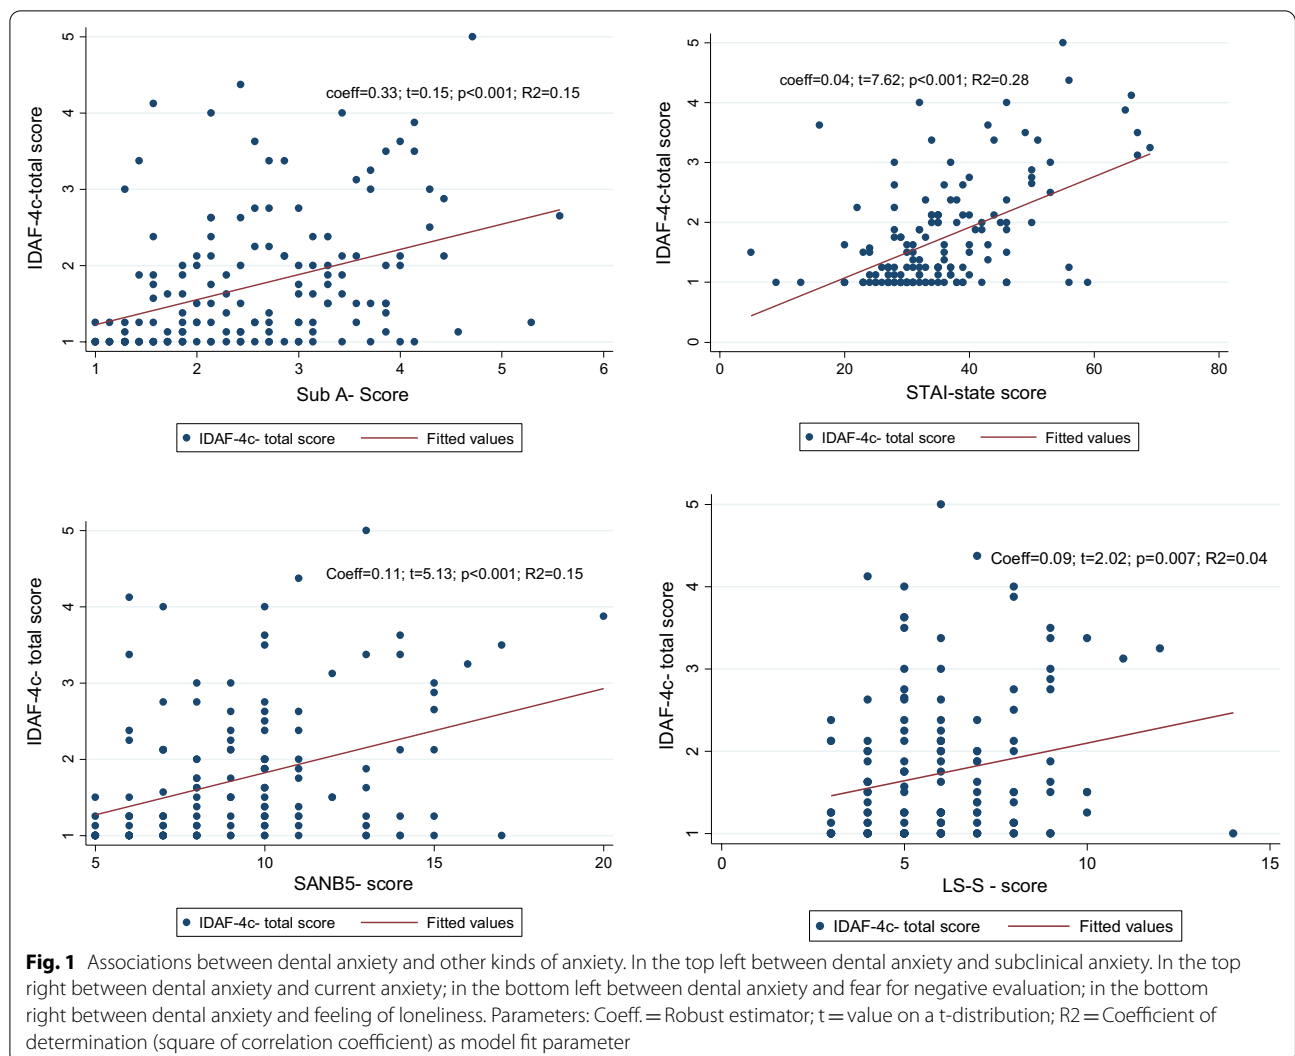 IDAF-4c-total score
5
4
3
2
1
coeff=0.33; t=0.15; p<0.001; R2=0.15
1 2 3 4 5 6
Sub A- Score
IDAF-4c- total score Fitted values
IDAF-4c-total score
5
4
3
2
1
0
coeff=0.04; t=7.62, p<0.001; R2=0.28
0 20 40 60 80
STAI-state score
IDAF-4c- total score Fitted values
IDAF-4c- total score
5
4
3
2
1
Coeff=0.11; t=5.13; p<0.001; R2=0.15
5 10 15 20
SANB5- score
IDAF-4c- total score Fitted values
IDAF-4c- total score
5
4
3
2
1
Coeff=0.09; t=2.02; p=0.007; R2=0.04
0 5 10 15
LS-S - score
IDAF-4c- total score Fitted values
Fig. 1 Associations between dental anxiety and other kinds of anxiety. In the top left between dental anxiety and subclinical anxiety. In the top
right between dental anxiety and current anxiety; in the bottom left between dental anxiety and fear for negative evaluation; in the bottom
right between dental anxiety and feeling of loneliness. Parameters: Coeff. = Robust estimator; t = value on a t-distribution; R2 = Coefficient of
determination (square of correlation coefficient) as model fit parameter